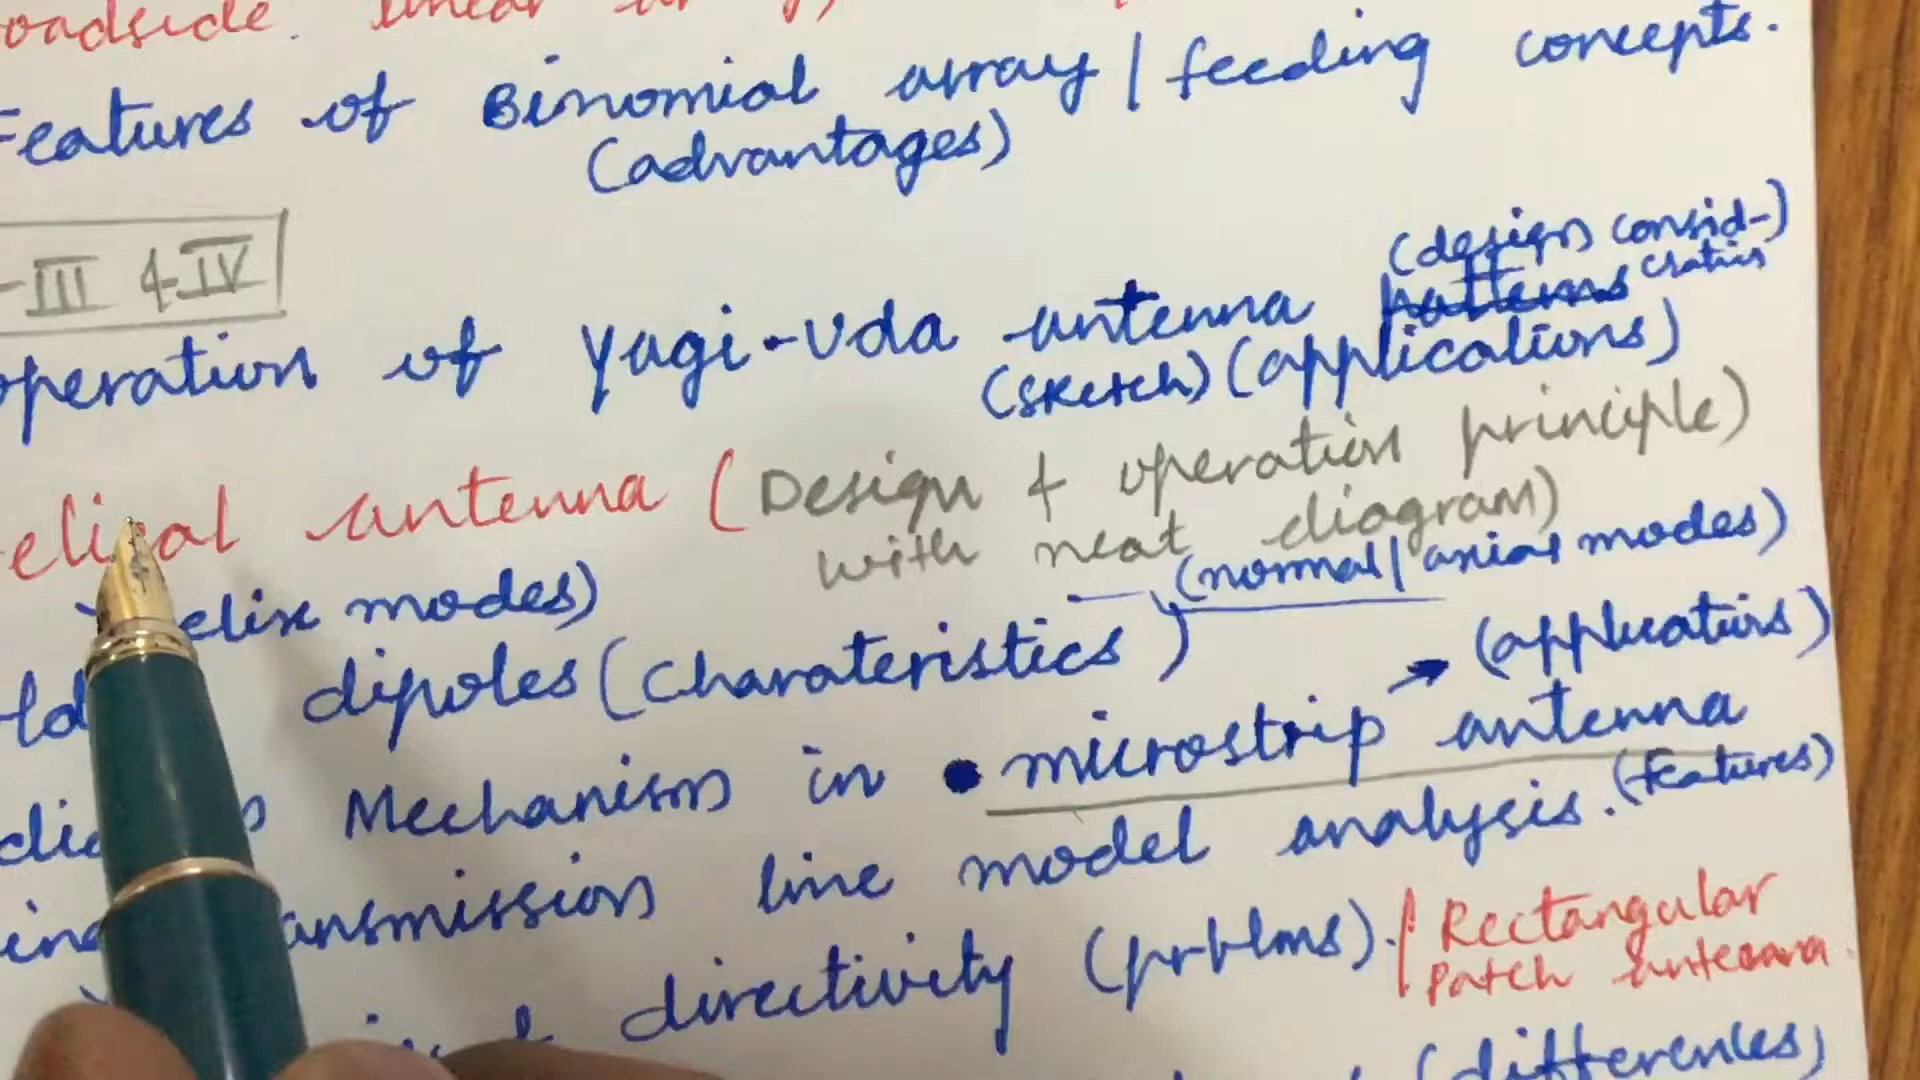 oadside. linear
Features of Binomial array / feeding concepts.
(advantages)
-III & IV
operation of Yagi-Uda antenna (design consid-)
erations
(sketch) (applications)
elical antenna (Design & operation principle)
with neat diagram)
elix modes) (normal/axial modes)
dipoles (Charateristics)
(applications)
Mechanism in microstrip antenna
ansmission line model analysis. (features)
directivity (prblms). / Rectangular
Patch antenna.
(differences)